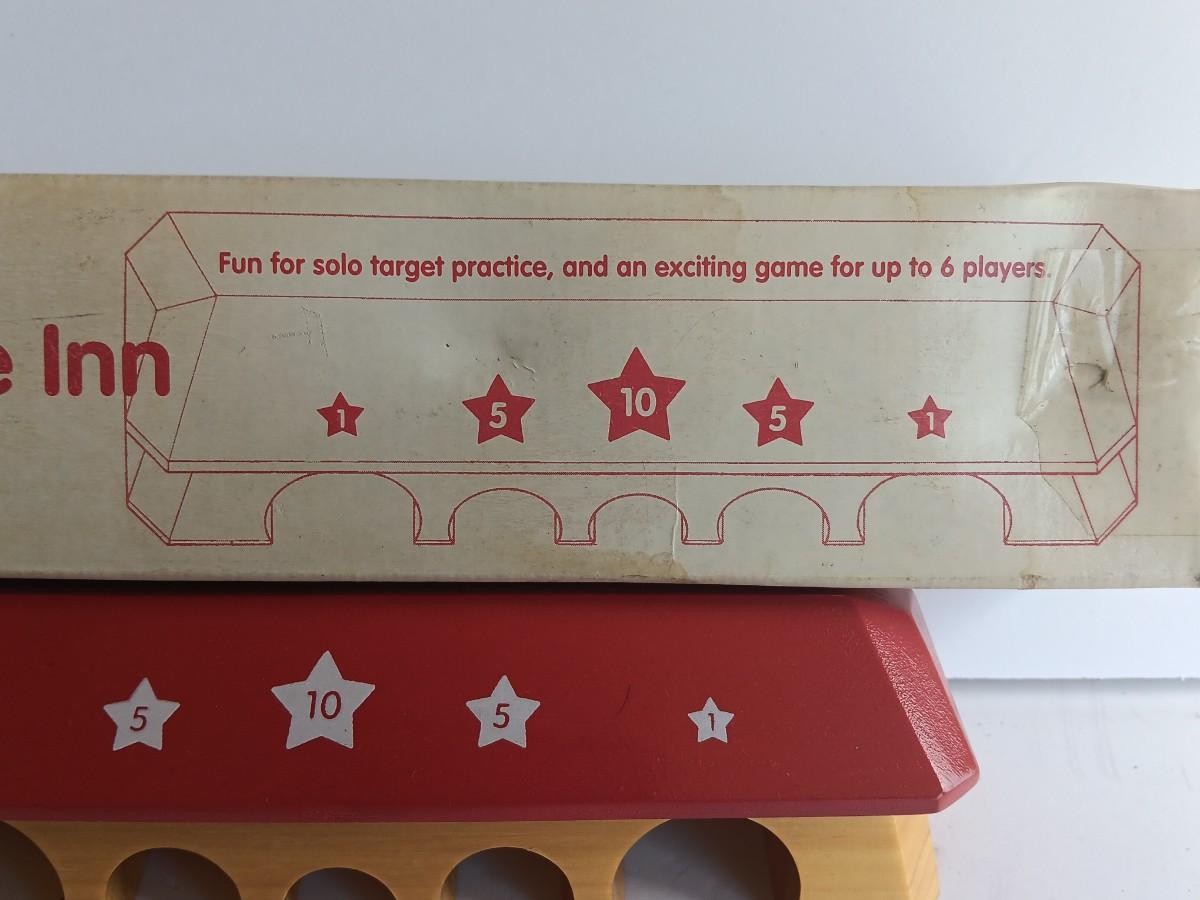 Fun for solo target practice, and an exciting game for up to 6 players.
e Inn
1 5 10 5 1
5 10 5 1